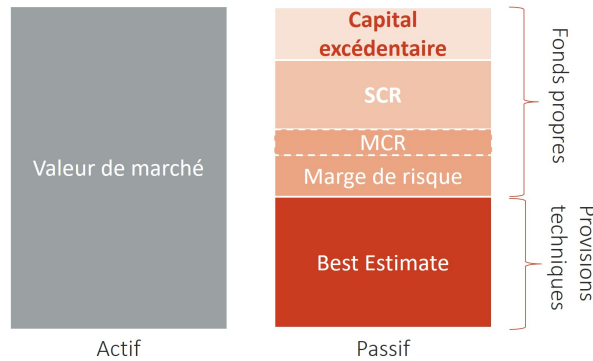 Capital
excédentaire
SCR
MCR
Valeur de marché
Marge de risque
Best Estimate
Fonds propres
Provisions
techniques
Actif
Passif